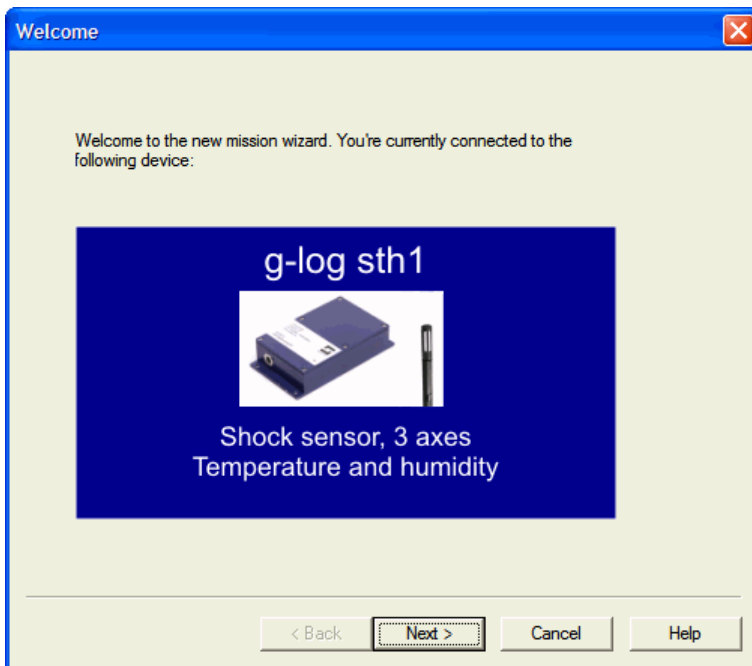 Welcome
Welcome to the new mission wizard. You're currently connected to the
following device:
g-log sth1
Shock sensor, 3 axes
Temperature and humidity
< Back
Next >
Cancel
Help